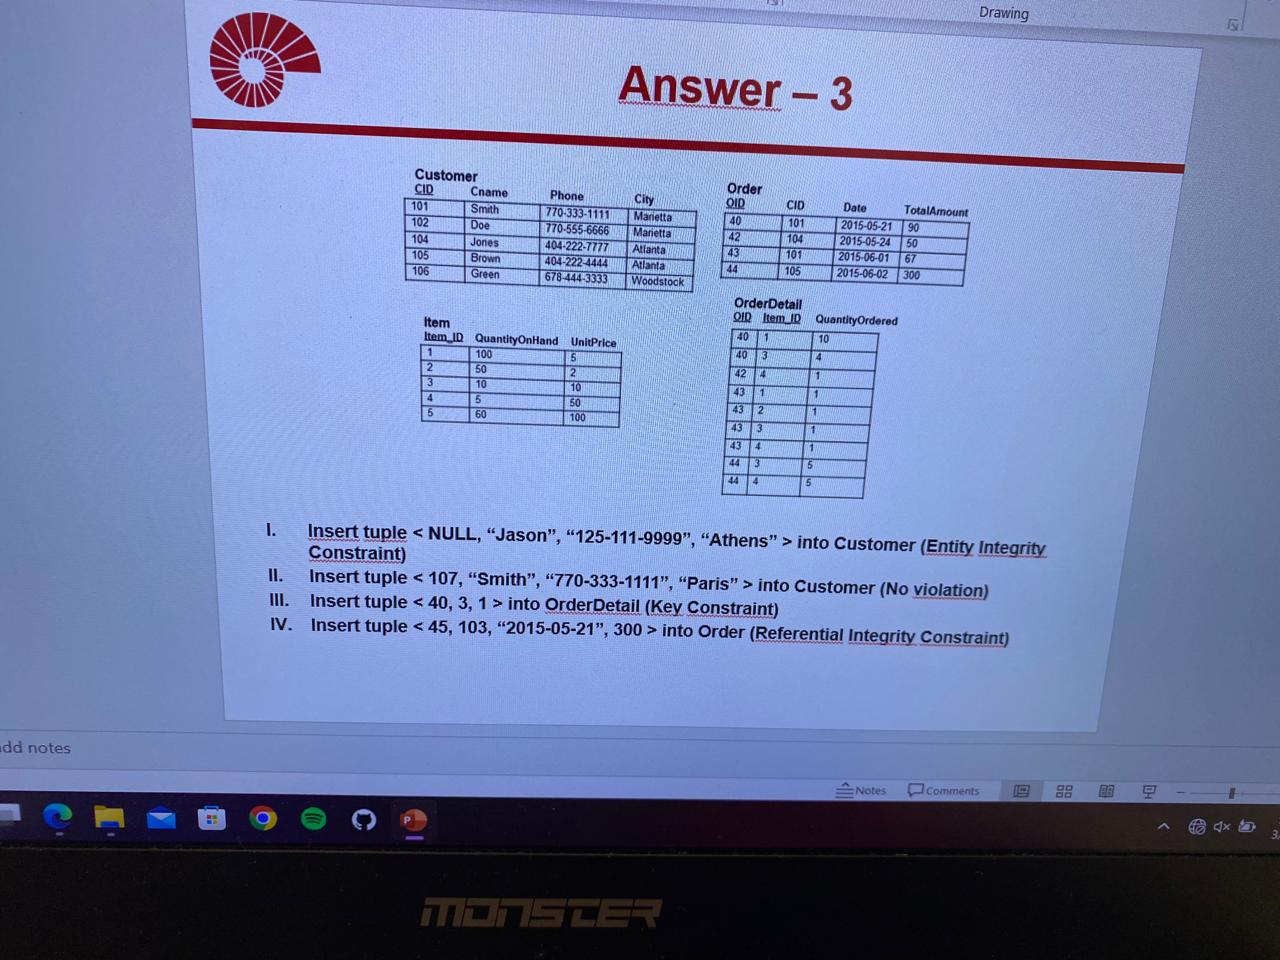 Drawing
Answer – 3
Customer
CID Cname Phone City
101 Smith 770-333-1111 Marietta
102 Doe 770-555-6666 Marietta
104 Jones 404-222-7777 Atlanta
105 Brown 404-222-4444 Atlanta
106 Green 678-444-3333 Woodstock
Order
OID CID Date TotalAmount
40 101 2015-05-21 90
42 104 2015-05-24 50
43 101 2015-06-01 67
44 105 2015-06-02 300
Item
Item_ID QuantityOnHand UnitPrice
1 100 5
2 50 2
3 10 10
4 5 50
5 60 100
OrderDetail
OID Item_ID QuantityOrdered
40 1 10
40 3 4
42 4 1
43 1 1
43 2 1
43 3 1
43 4 1
44 3 5
44 4 5
I. Insert tuple < NULL, “Jason”, “125-111-9999”, “Athens” > into Customer (Entity Integrity
Constraint)
II. Insert tuple < 107, “Smith”, “770-333-1111”, “Paris” > into Customer (No violation)
III. Insert tuple < 40, 3, 1 > into OrderDetail (Key Constraint)
IV. Insert tuple < 45, 103, “2015-05-21”, 300 > into Order (Referential Integrity Constraint)
dd notes
Notes Comments
P
MONSTER